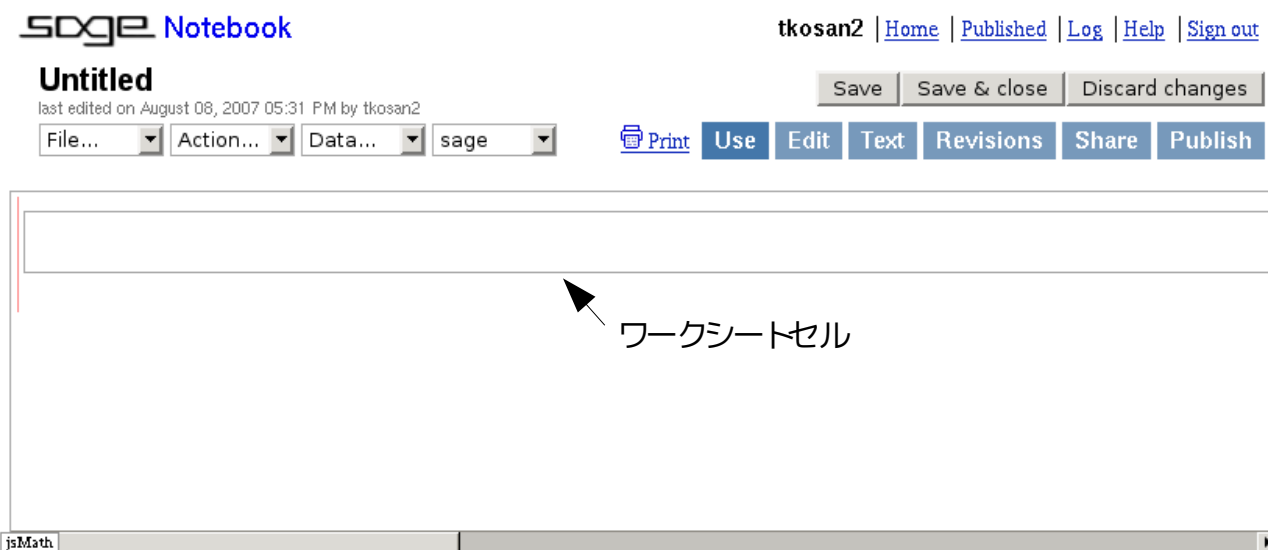 sage Notebook
tkosan2 | Home | Published | Log | Help | Sign out
Untitled
last edited on August 08, 2007 05:31 PM by tkosan2
Save Save & close Discard changes
File... Action... Data... sage Print Use Edit Text Revisions Share Publish
ワークシートセル
jsMath